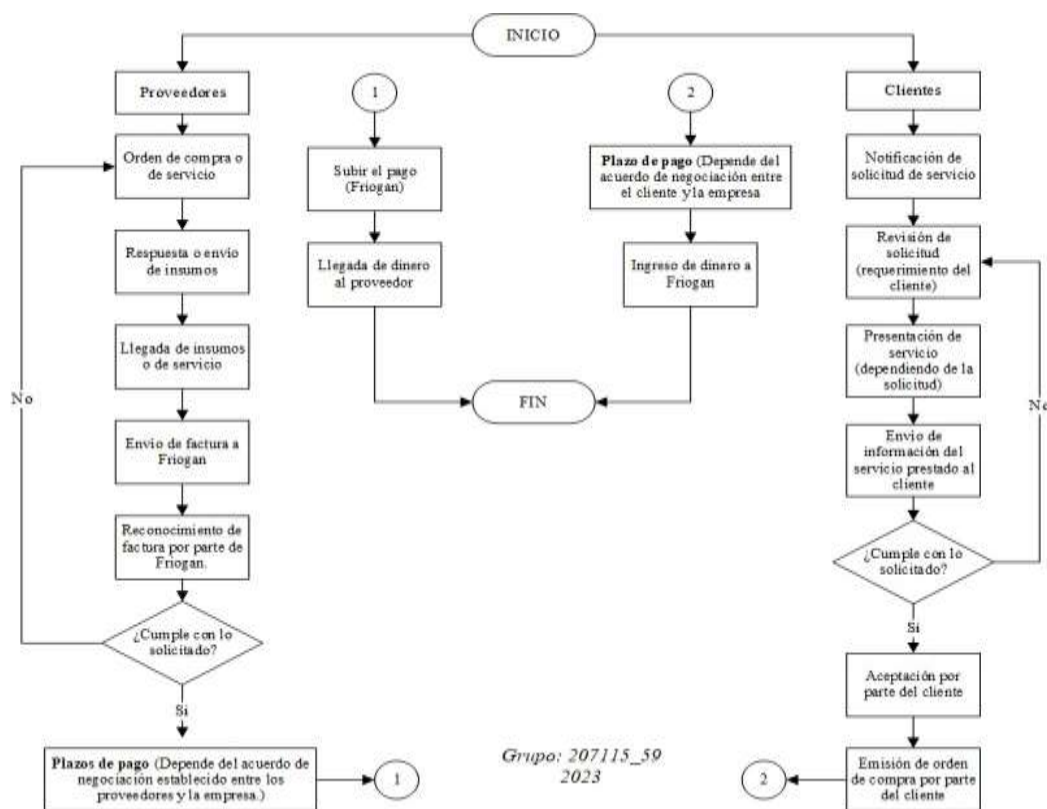 INICIO
Proveedores
Orden de compra o
de servicio
Respuesta o envío
de insumos
Llegada de insumos
o de servicio
Envío de factura a
Friogan
Reconocimiento de
factura por parte de
Friogan.
¿Cumple con lo
solicitado?
No
Si
Plazos de pago (Depende del acuerdo de
negociación establecido entre los
proveedores y la empresa.)
1
1
Subir el pago
(Friogan)
Llegada de dinero
al proveedor
2
Plazo de pago (Depende del
acuerdo de negociación entre
el cliente y la empresa
Ingreso de dinero a
Friogan
FIN
Clientes
Notificación de
solicitud de servicio
Revisión de
solicitud
(requerimiento del
cliente)
Presentación de
servicio
(dependiendo de la
solicitud)
Envío de
información del
servicio prestado al
cliente
¿Cumple con lo
solicitado?
No
Si
Aceptación por
parte del cliente
Emisión de orden
de compra por parte
del cliente
2
Grupo: 207115_59
2023